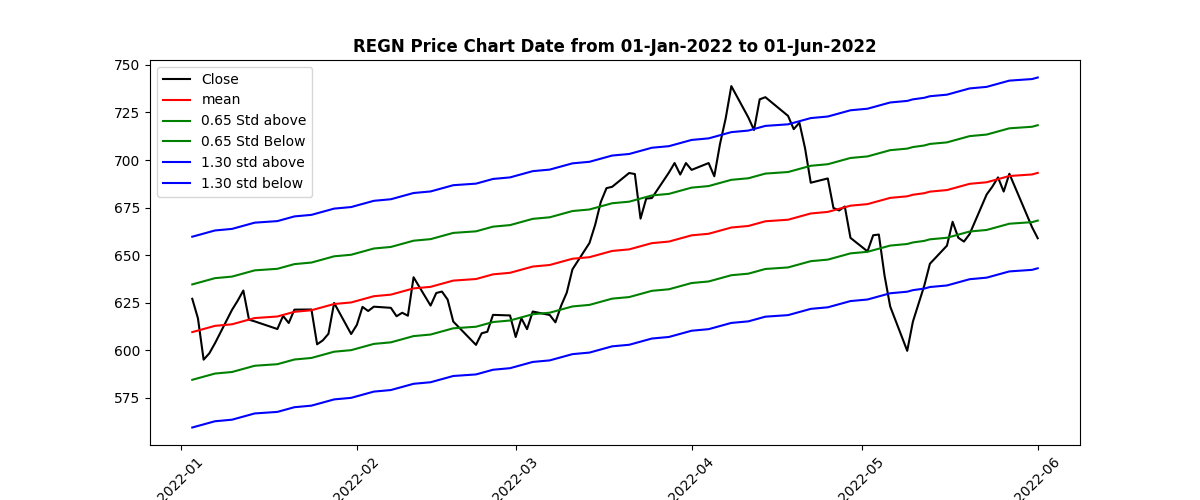 REGN Price Chart Date from 01-Jan-2022 to 01-Jun-2022
750
725
700
675
650
625
600
575
Close
mean
0.65 Std above
0.65 Std Below
1.30 std above
1.30 std below
2022-01
2022-02
2022-03
2022-04
2022-05
2022-06